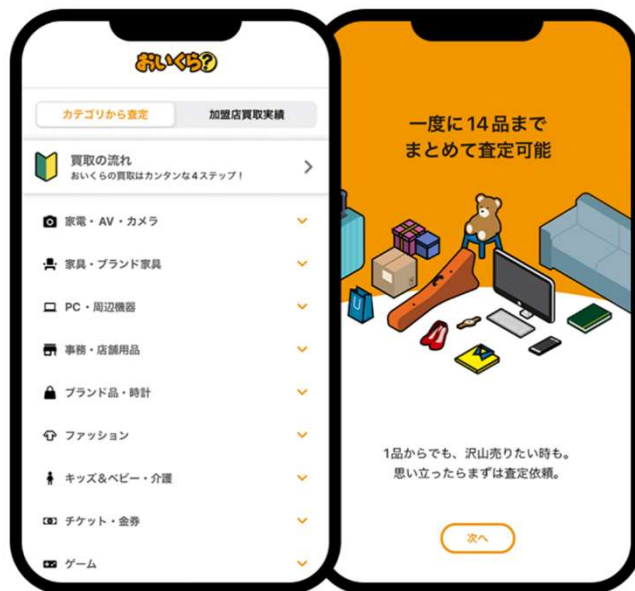 おいくら?
カテゴリから査定
加盟店買取実績
買取の流れ
おいくらの買取はカンタンな4ステップ！
家電・AV・カメラ
家具・ブランド家具
PC・周辺機器
事務・店舗用品
ブランド品・時計
ファッション
キッズ&ベビー・介護
チケット・金券
ゲーム
一度に14品まで
まとめて査定可能
U
1品からでも、沢山売りたい時も。
思い立ったらまずは査定依頼。
次へ